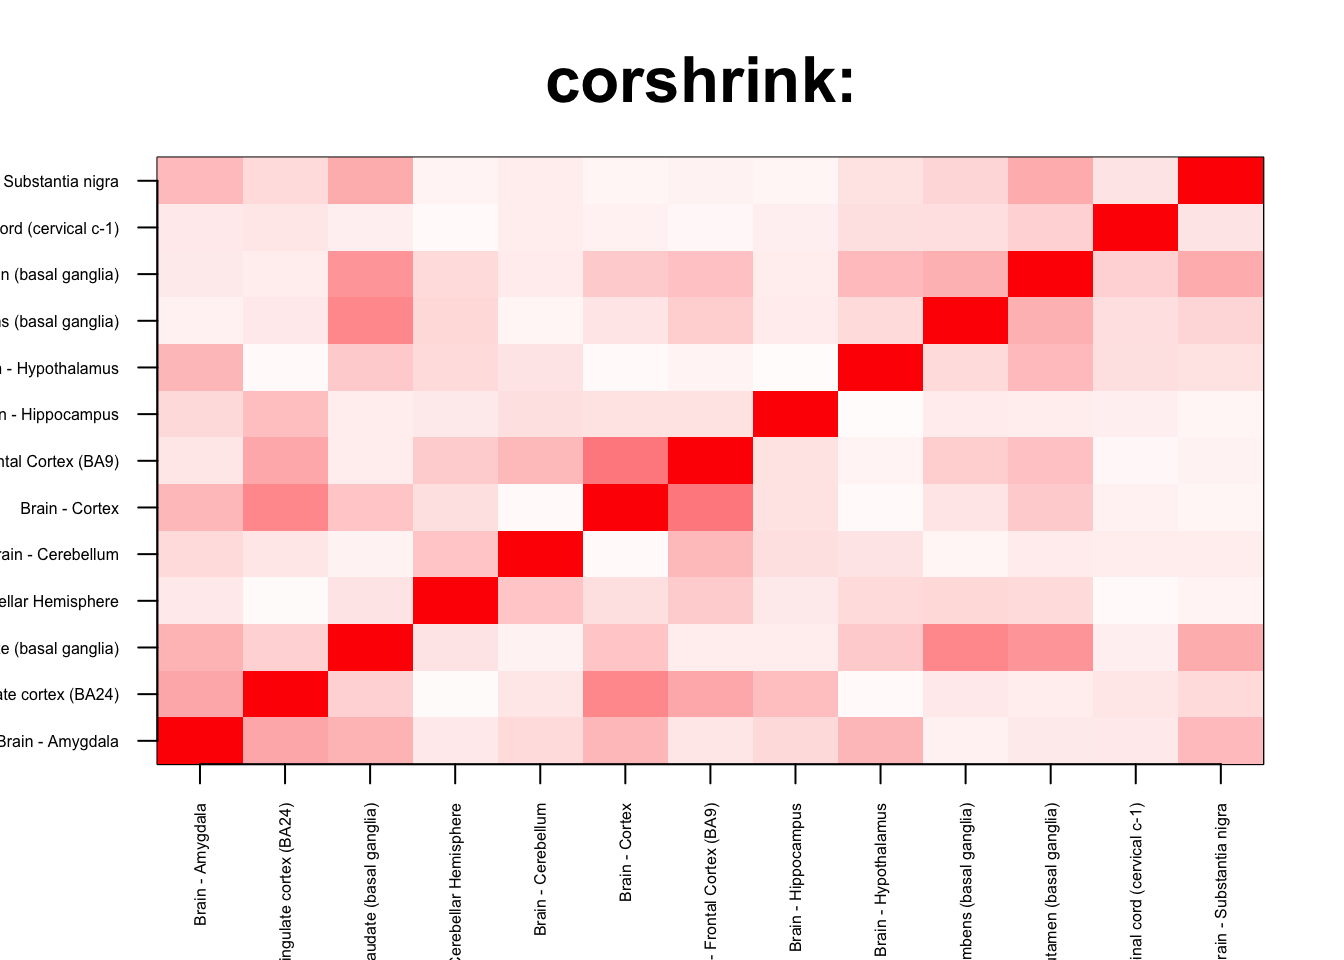 corshrink:
Substantia nigra
ord (cervical c-1)
n (basal ganglia)
s (basal ganglia)
- Hypothalamus
n - Hippocampus
ntal Cortex (BA9)
Brain - Cortex
rain - Cerebellum
ellar Hemisphere
e (basal ganglia)
ate cortex (BA24)
Brain - Amygdala
Brain - Amygdala
ingulate cortex (BA24)
audate (basal ganglia)
Cerebellar Hemisphere
Brain - Cerebellum
Brain - Cortex
- Frontal Cortex (BA9)
Brain - Hippocampus
Brain - Hypothalamus
mbens (basal ganglia)
utamen (basal ganglia)
inal cord (cervical c-1)
rain - Substantia nigra